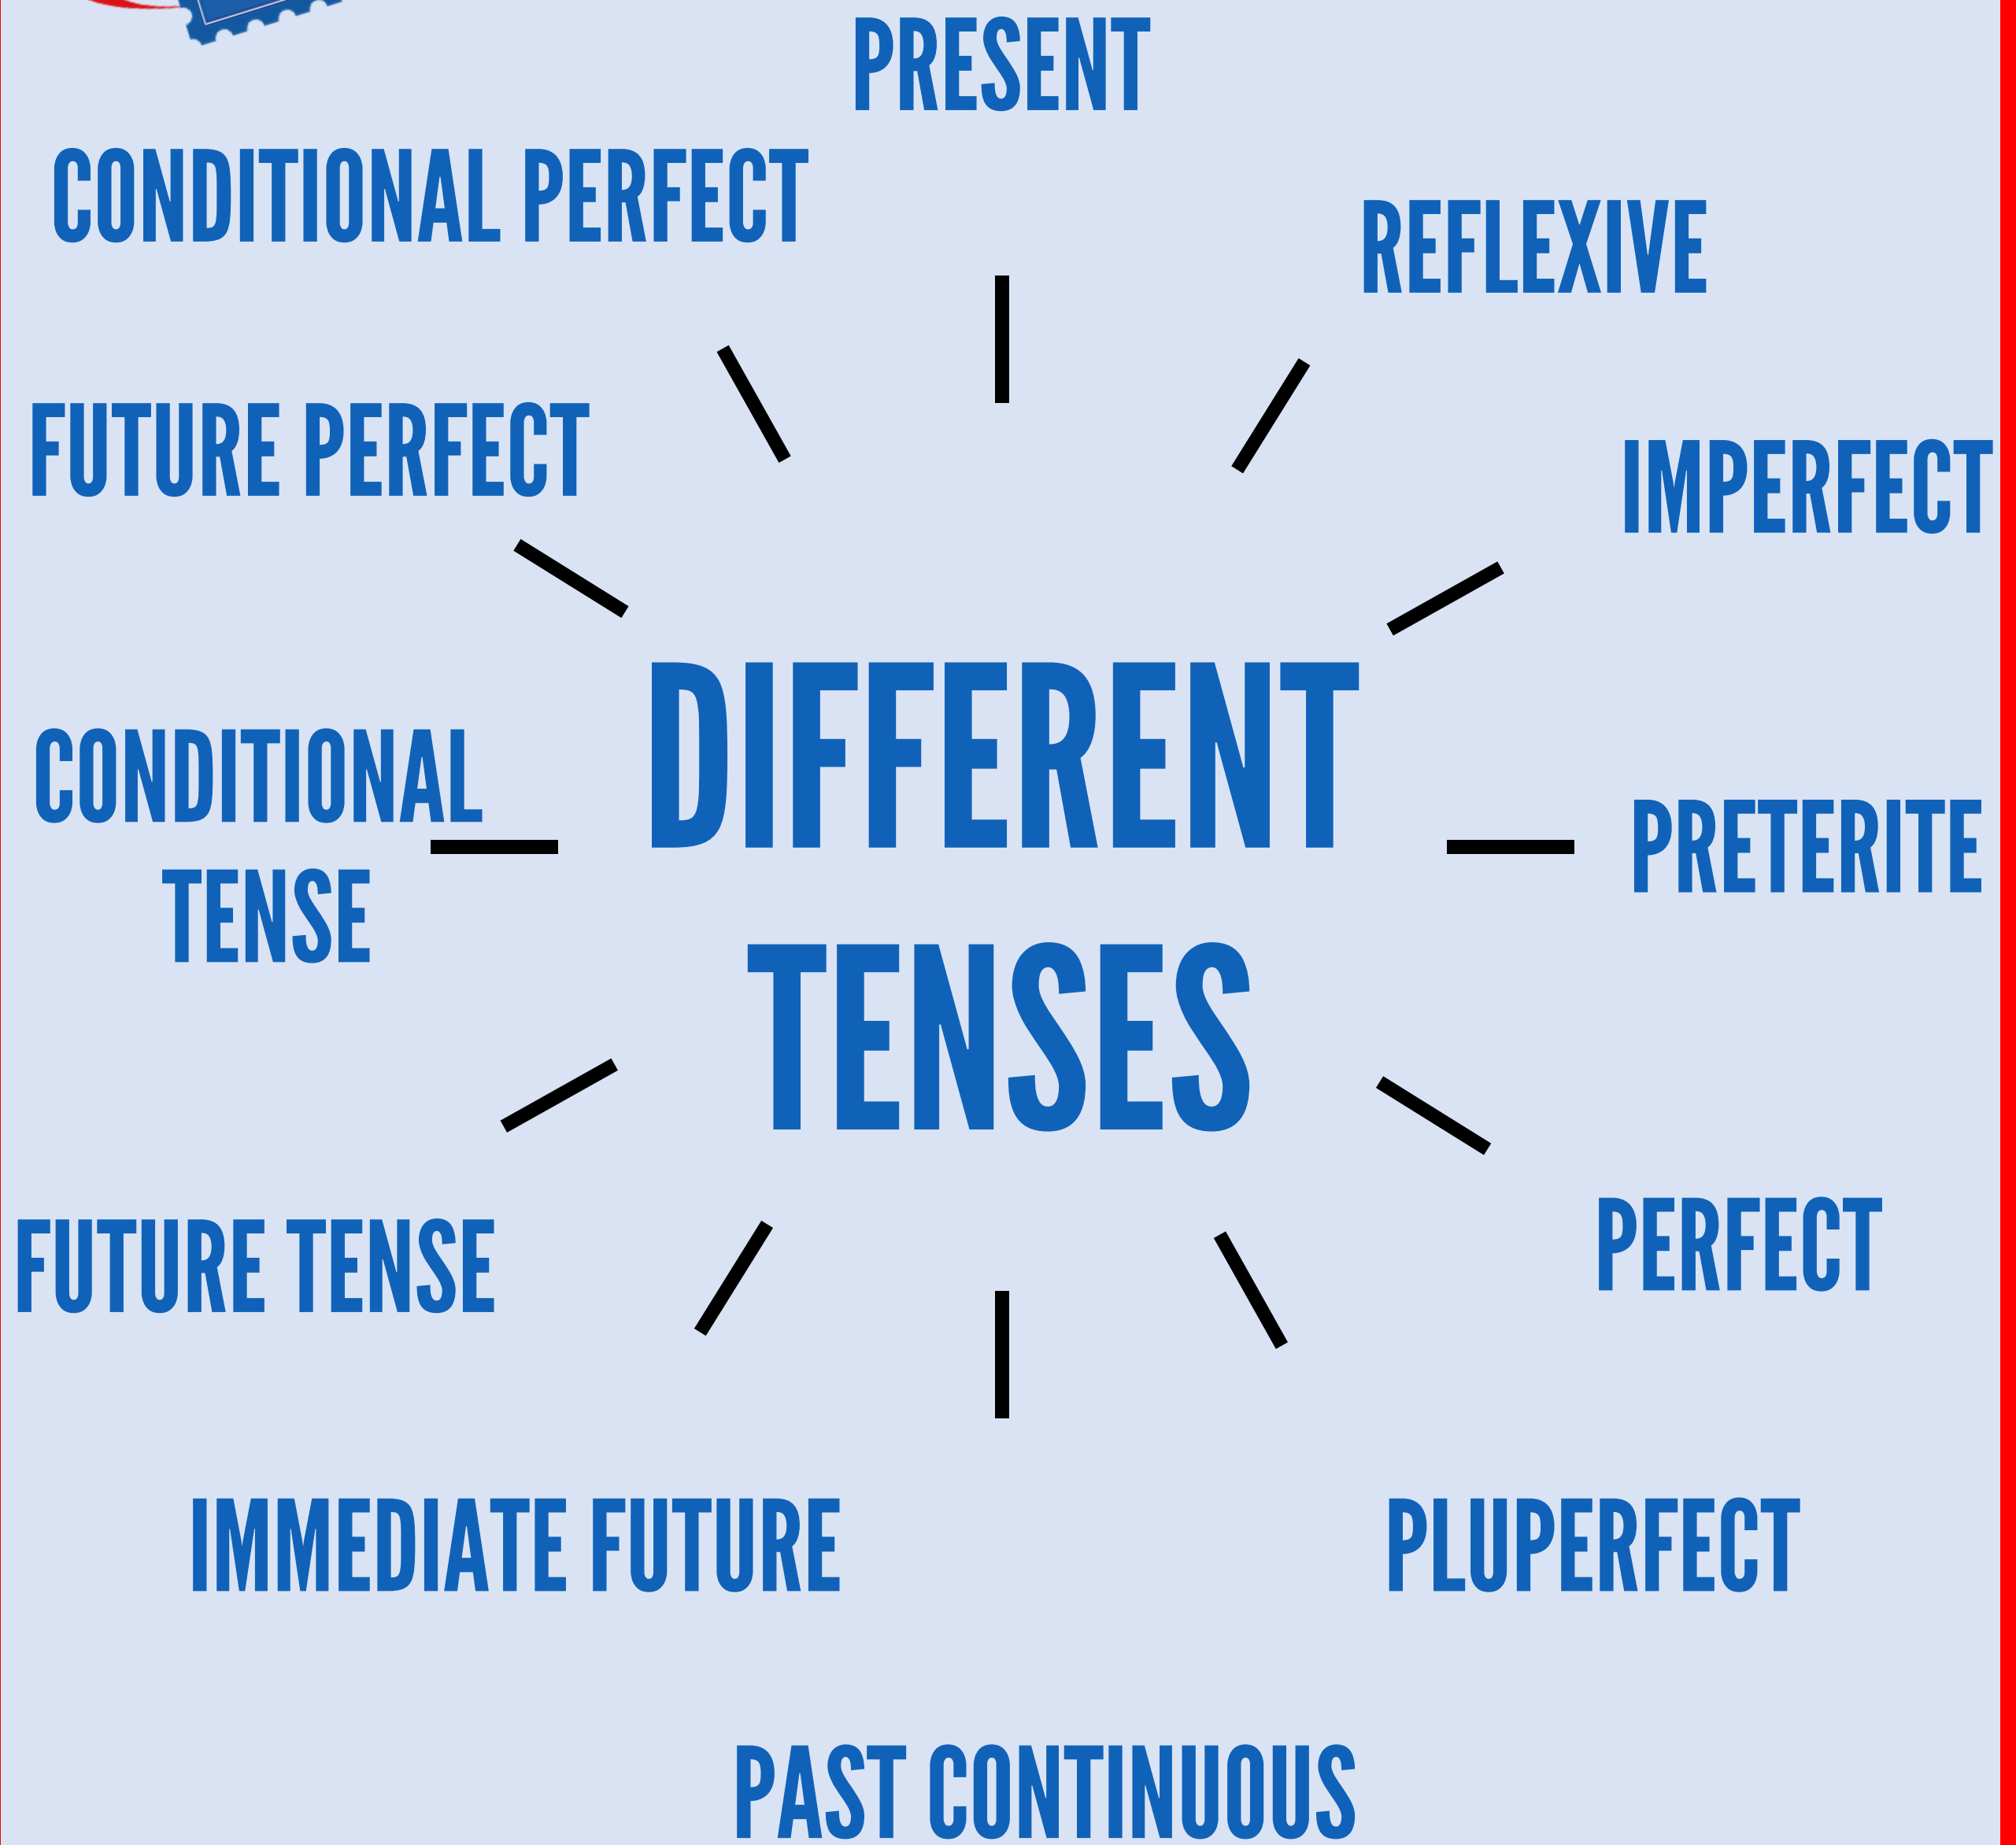 PRESENT
CONDITIONAL PERFECT
REFLEXIVE
FUTURE PERFECT
IMPERFECT
DIFFERENT
TENSES
CONDITIONAL
TENSE
PRETERITE
FUTURE TENSE
PERFECT
IMMEDIATE FUTURE
PLUPERFECT
PAST CONTINUOUS